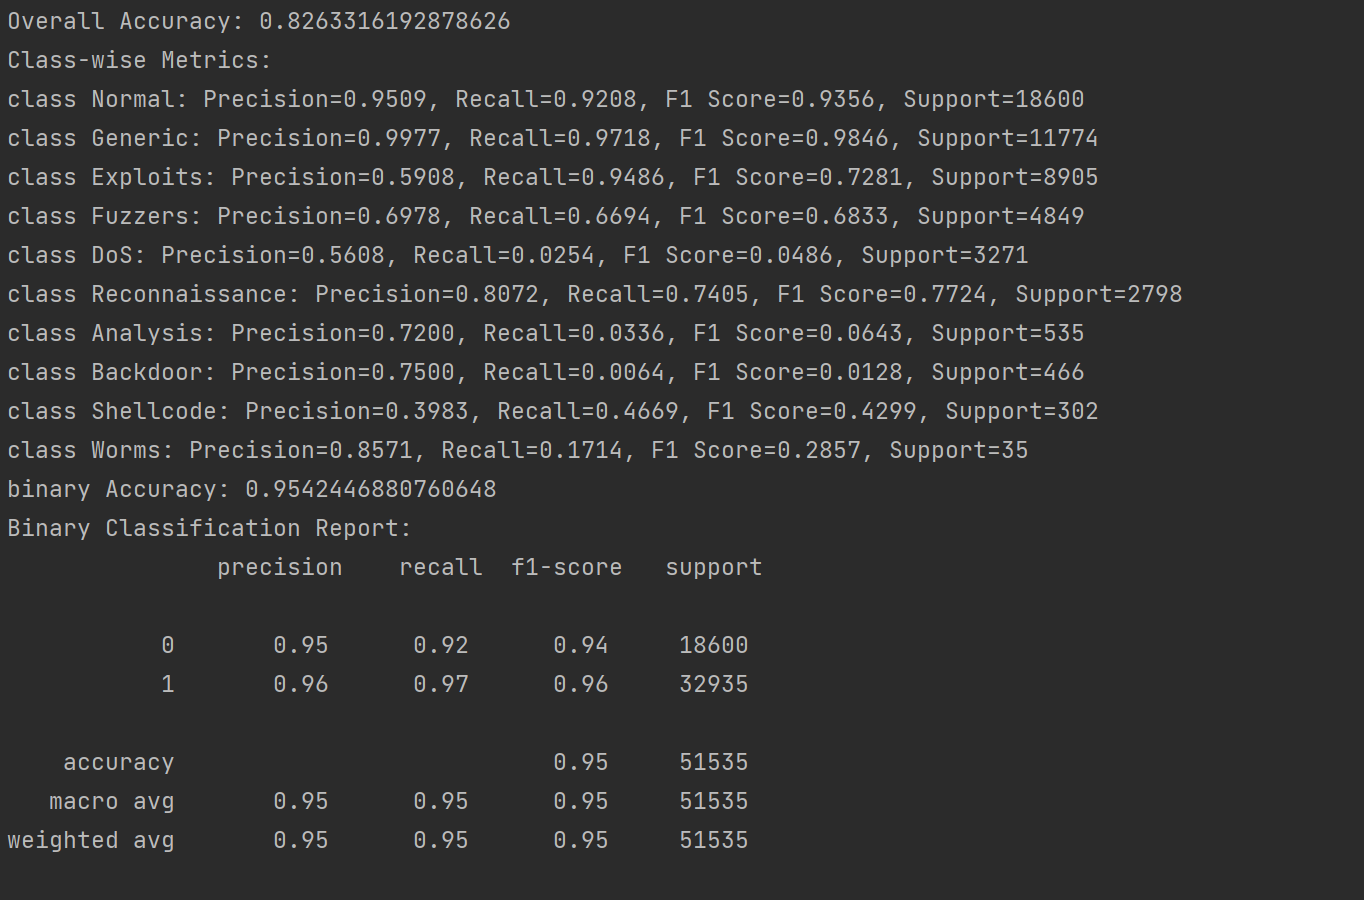 Overall Accuracy: 0.8263316192878626
Class-wise Metrics:
class Normal: Precision=0.9509, Recall=0.9208, F1 Score=0.9356, Support=18600
class Generic: Precision=0.9977, Recall=0.9718, F1 Score=0.9846, Support=11774
class Exploits: Precision=0.5908, Recall=0.9486, F1 Score=0.7281, Support=8905
class Fuzzers: Precision=0.6978, Recall=0.6694, F1 Score=0.6833, Support=4849
class DoS: Precision=0.5608, Recall=0.0254, F1 Score=0.0486, Support=3271
class Reconnaissance: Precision=0.8072, Recall=0.7405, F1 Score=0.7724, Support=2798
class Analysis: Precision=0.7200, Recall=0.0336, F1 Score=0.0643, Support=535
class Backdoor: Precision=0.7500, Recall=0.0064, F1 Score=0.0128, Support=466
class Shellcode: Precision=0.3983, Recall=0.4669, F1 Score=0.4299, Support=302
class Worms: Precision=0.8571, Recall=0.1714, F1 Score=0.2857, Support=35
binary Accuracy: 0.9542446880760648
Binary Classification Report:
precision recall f1-score support
0 0.95 0.92 0.94 18600
1 0.96 0.97 0.96 32935
accuracy 0.95 51535
macro avg 0.95 0.95 0.95 51535
weighted avg 0.95 0.95 0.95 51535